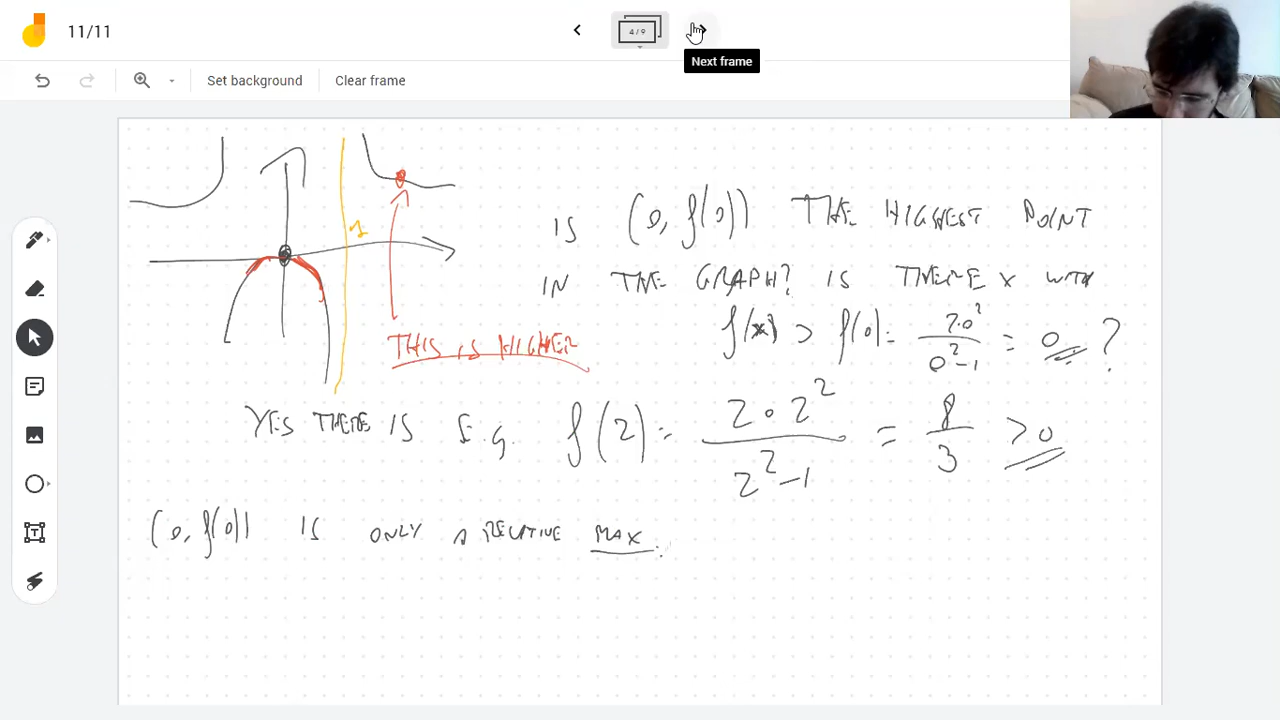 11/11
4/9
Next frame
Set background
Clear frame
1
IS (0, f(0)) THE HIGHEST POINT
IN THE GRAPH? IS THERE X WITH
f(x) > f(0) = 2·0² / 0²-1 = 0 ?
THIS IS HIGHER
YES THERE IS E.g. f(2) = 2·2² / 2²-1 = 8/3 > 0
(0, f(0)) IS ONLY A RELATIVE MAX.